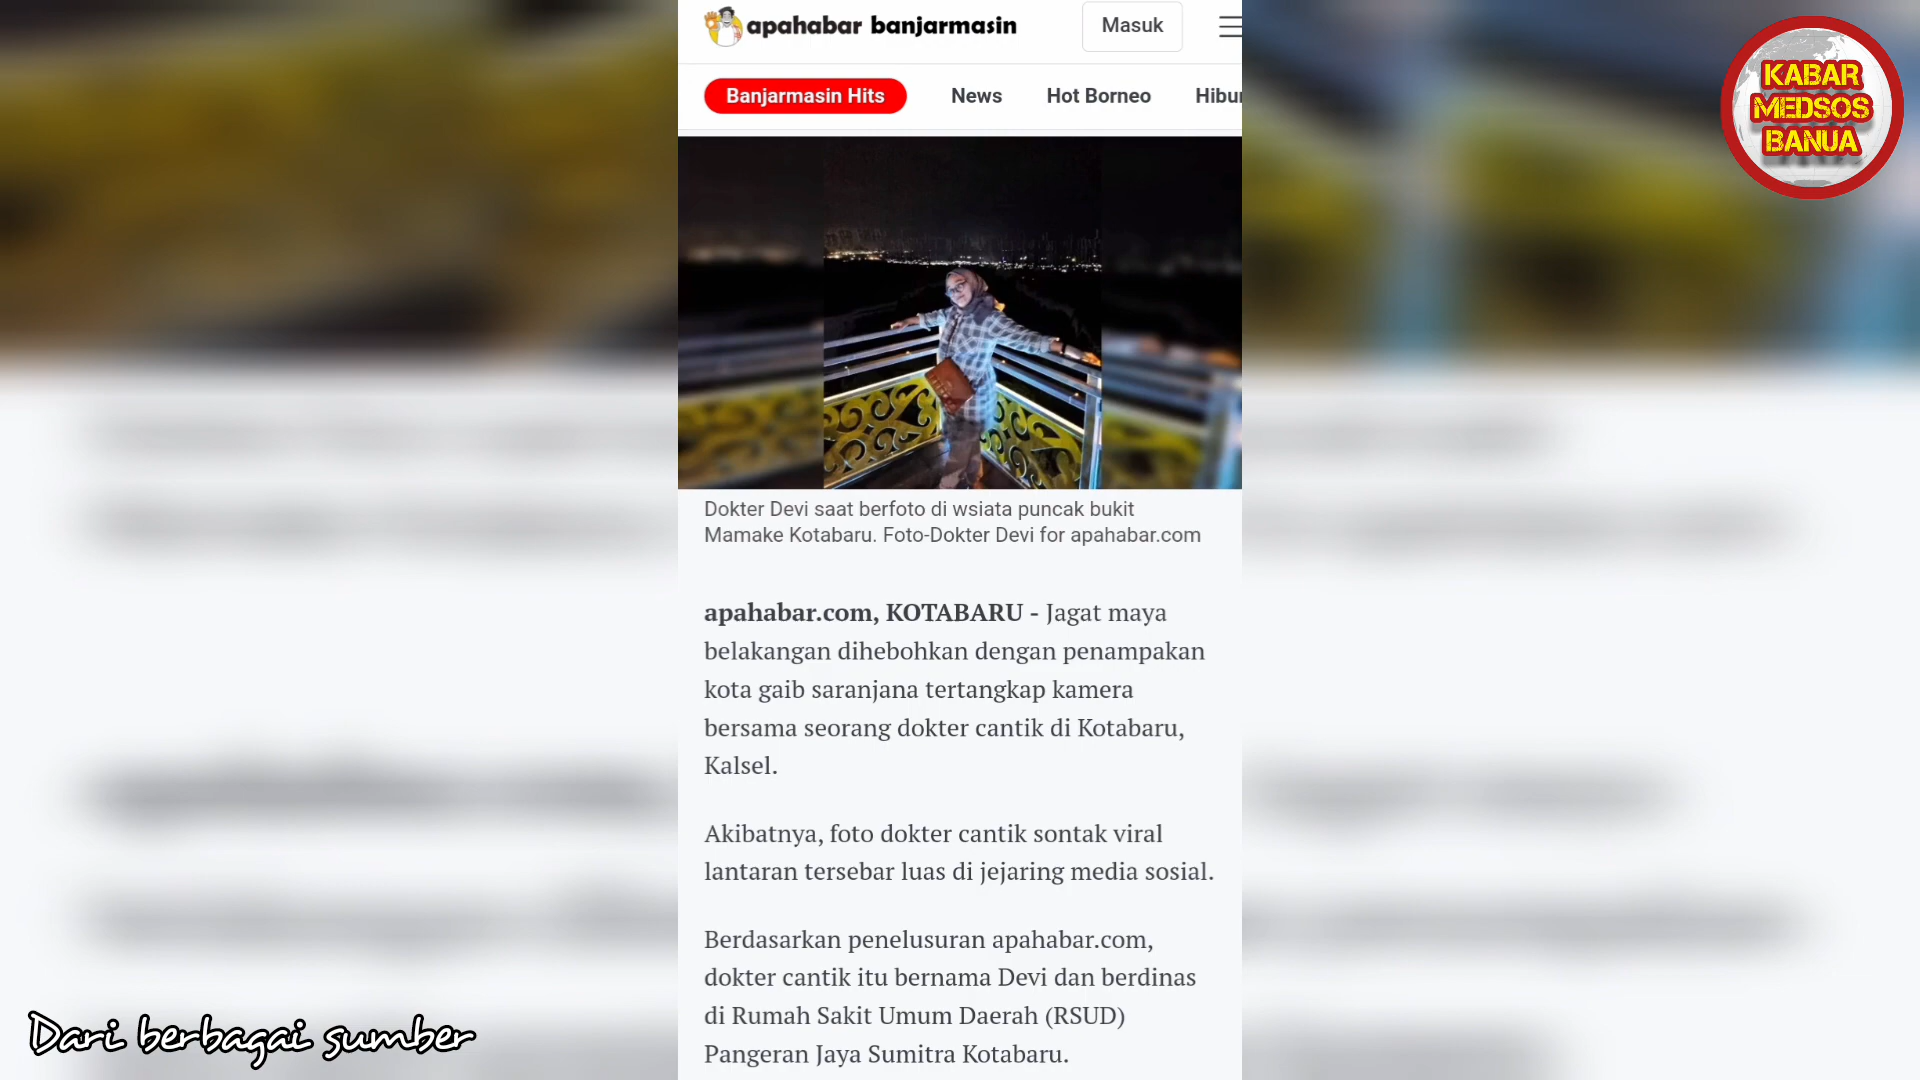 apahabar banjarmasin
Masuk
KABAR
MEDSOS
BANUA
Banjarmasin Hits
News
Hot Borneo
Hibur
Dokter Devi saat berfoto di wsiata puncak bukit
Mamake Kotabaru. Foto-Dokter Devi for apahabar.com
apahabar.com, KOTABARU - Jagat maya
belakangan dihebohkan dengan penampakan
kota gaib saranjana tertangkap kamera
bersama seorang dokter cantik di Kotabaru,
Kalsel.
Akibatnya, foto dokter cantik sontak viral
lantaran tersebar luas di jejaring media sosial.
Berdasarkan penelusuran apahabar.com,
dokter cantik itu bernama Devi dan berdinas
di Rumah Sakit Umum Daerah (RSUD)
Pangeran Jaya Sumitra Kotabaru.
Dari berbagai sumber